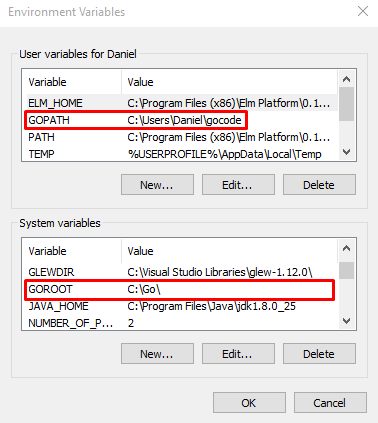 Environment Variables
User variables for Daniel
Variable Value
ELM_HOME C:\Program Files (x86)\Elm Platform\0.1...
GOPATH C:\Users\Daniel\gocode
PATH C:\Program Files (x86)\Elm Platform\0.1...
TEMP %USERPROFILE%\AppData\Local\Temp
New... Edit... Delete
System variables
Variable Value
GLEWDIR C:\Visual Studio Libraries\glew-1.12.0\
GOROOT C:\Go\
JAVA_HOME C:\Program Files\Java\jdk1.8.0_25
NUMBER_OF_P... 2
New... Edit... Delete
OK Cancel